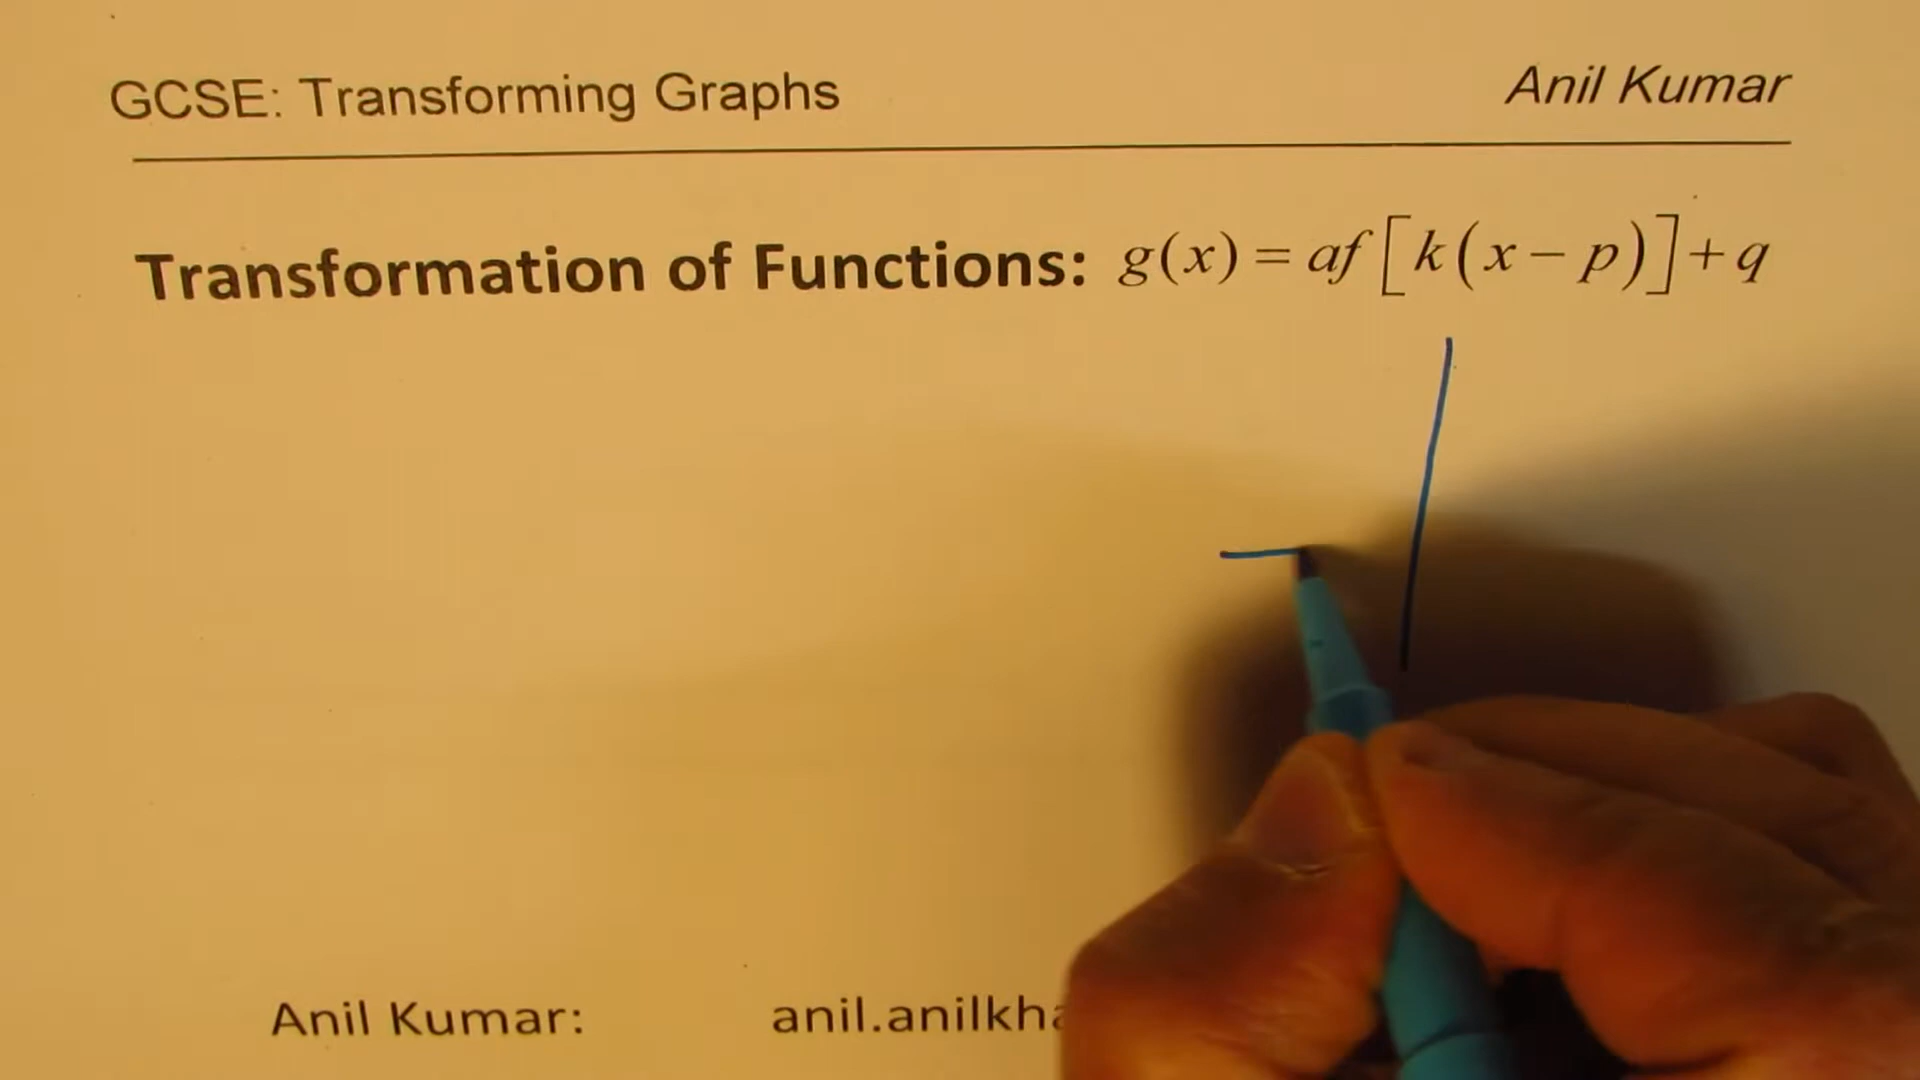 GCSE: Transforming Graphs Anil Kumar
Transformation of Functions: g(x) = af[k(x − p)] + q
Anil Kumar: anil.anilkha